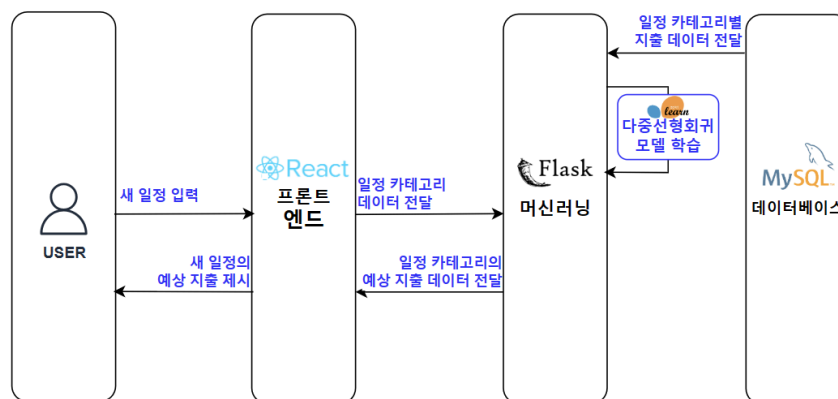 일정 카테고리별
지출 데이터 전달
learn
다중선형회귀
모델 학습
React
프론트
엔드
Flask
머신러닝
MySQL
데이터베이스
새 일정 입력
일정 카테고리
데이터 전달
USER
새 일정의
예상 지출 제시
일정 카테고리의
예상 지출 데이터 전달